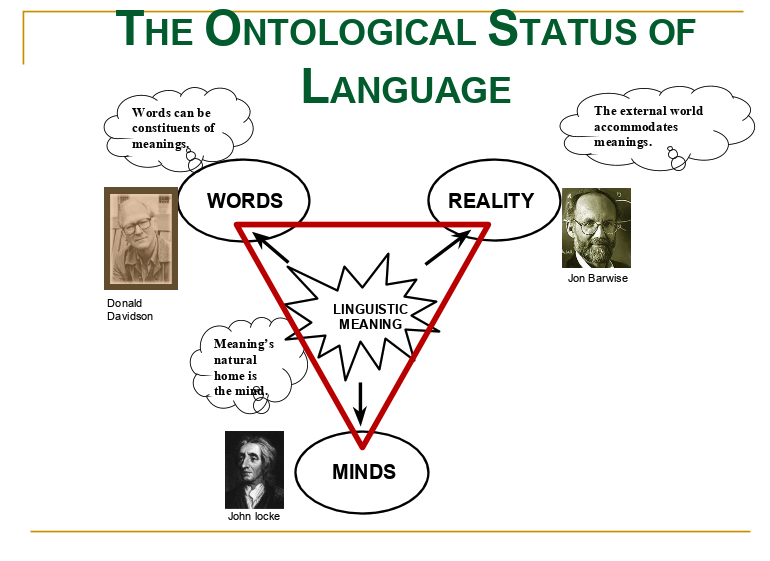 THE ONTOLOGICAL STATUS OF
LANGUAGE
Words can be
constituents of
meanings.
The external world
accommodates
meanings.
WORDS
REALITY
Donald
Davidson
Jon Barwise
LINGUISTIC
MEANING
Meaning's
natural
home is
the mind.
MINDS
John locke